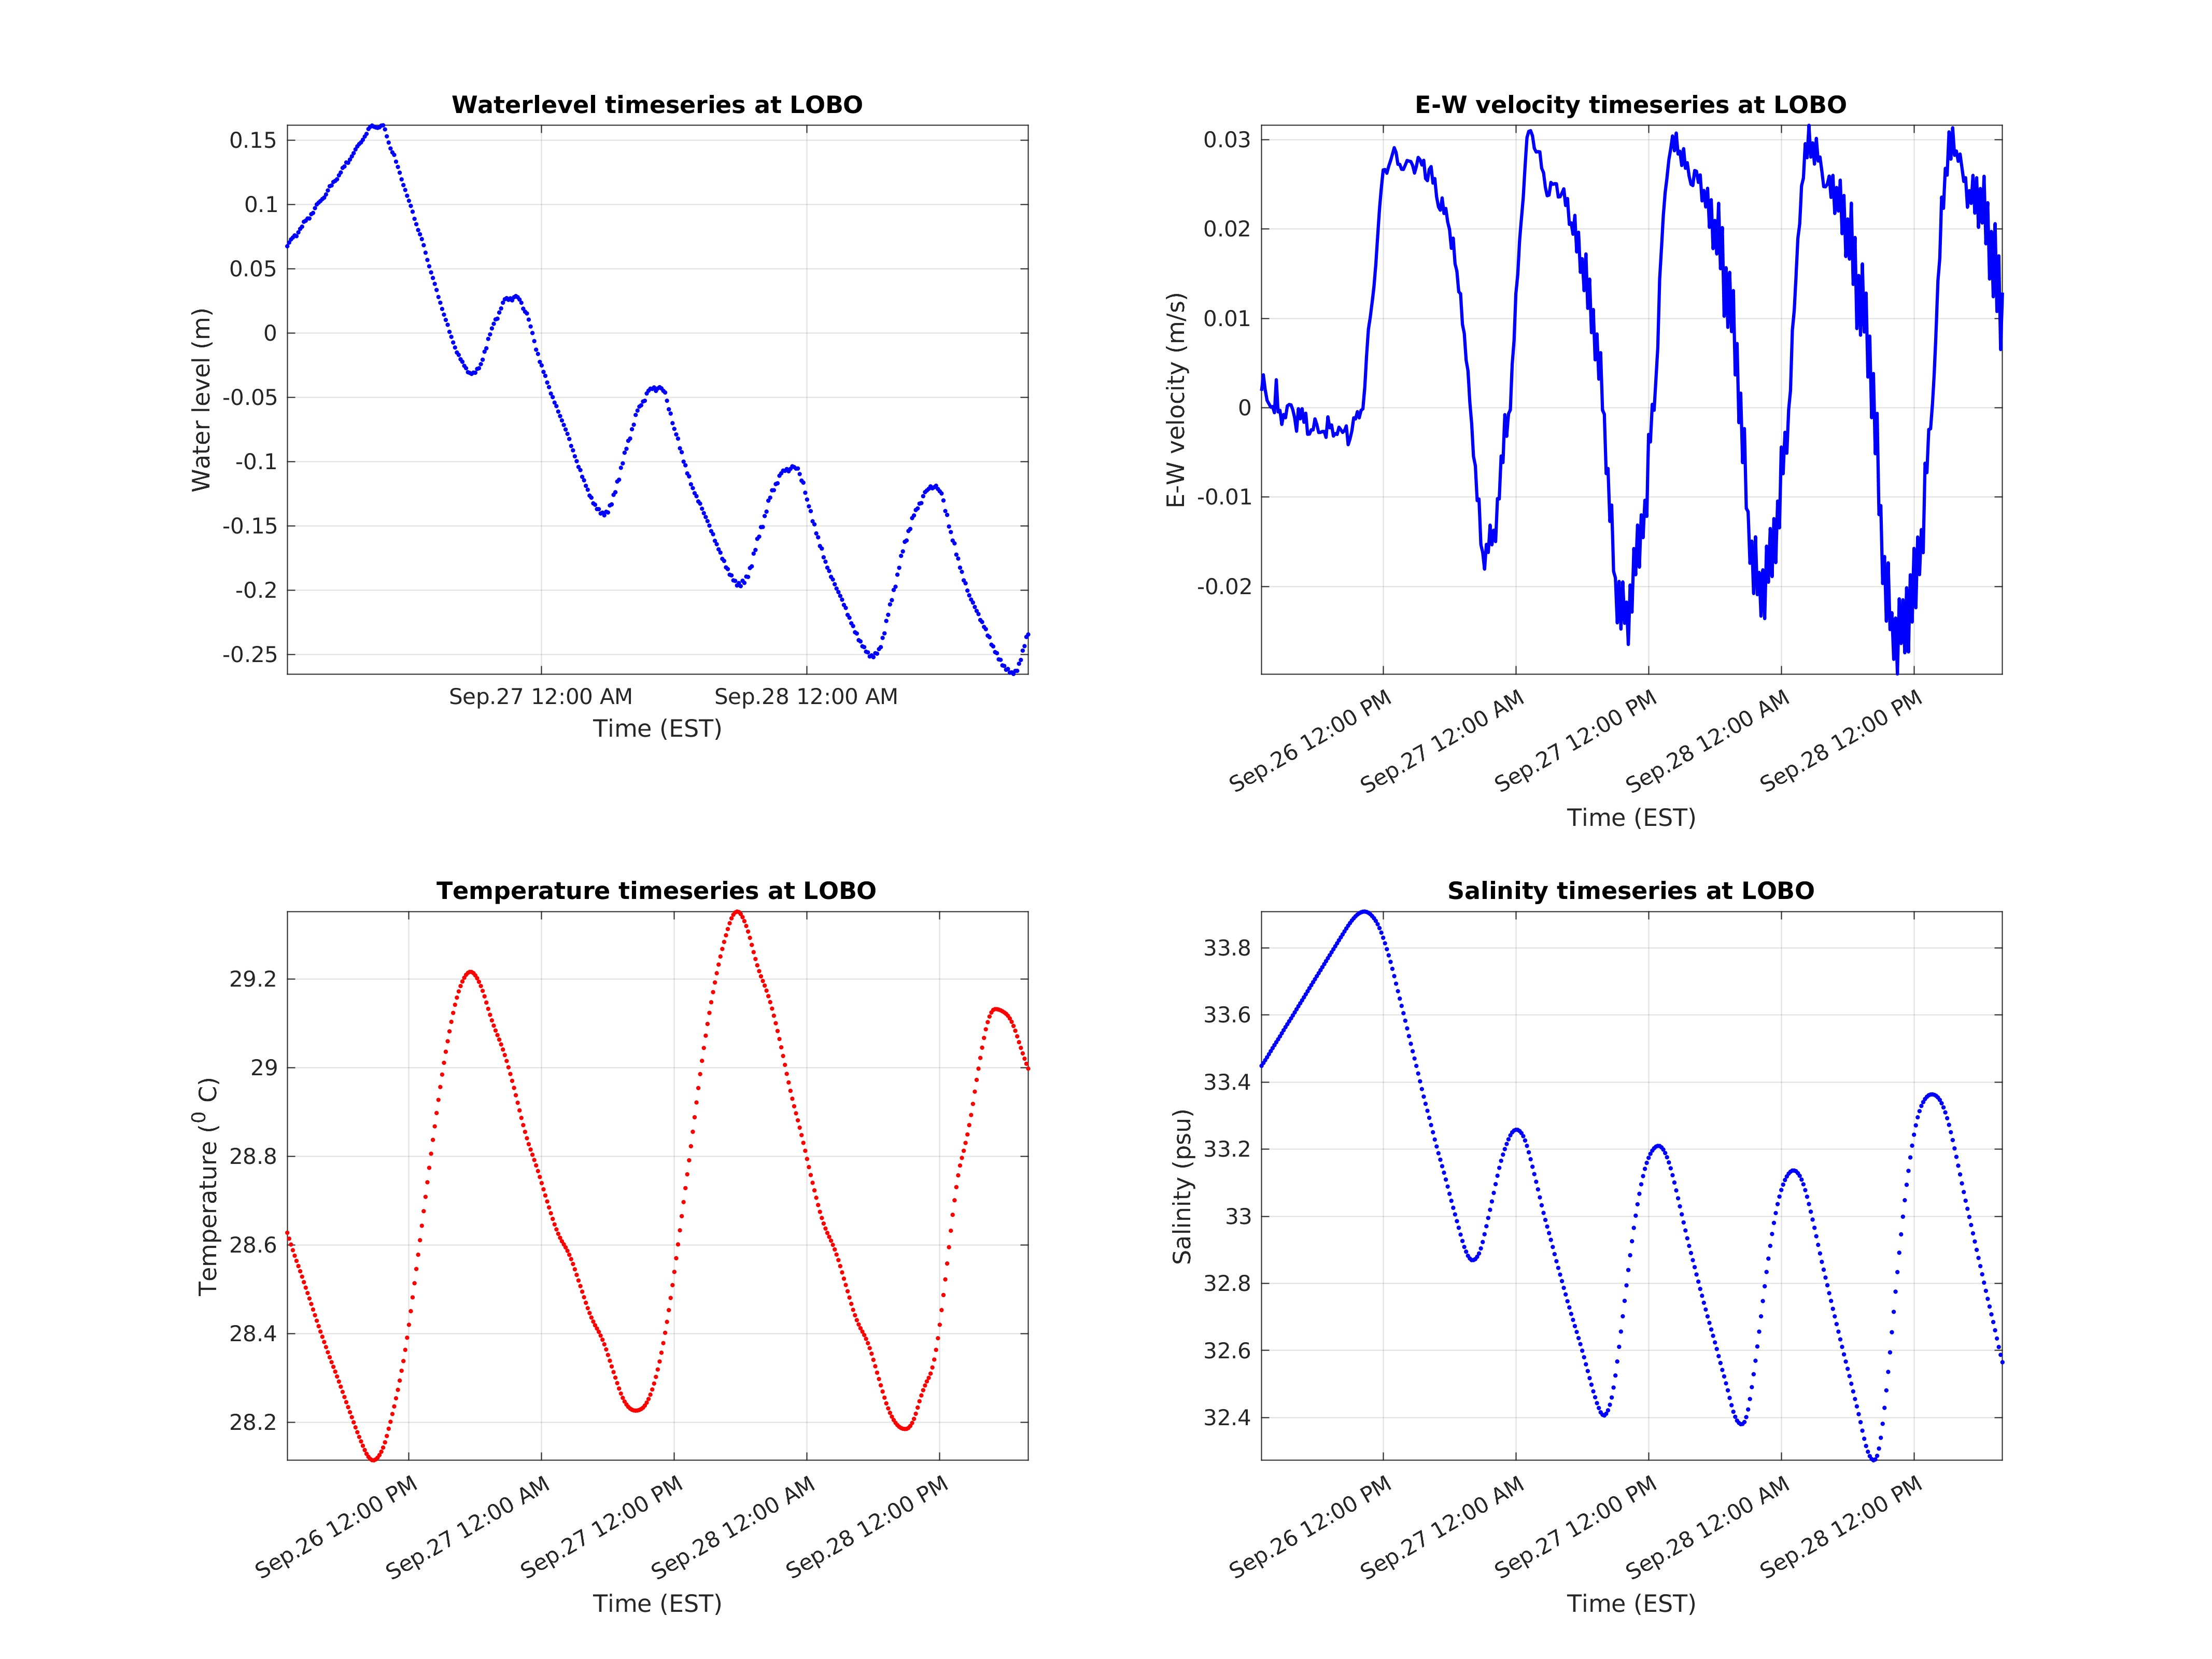 Waterlevel timeseries at LOBO
0.15
0.1
0.05
0
-0.05
-0.1
-0.15
-0.2
-0.25
Water level (m)
Sep.27 12:00 AM
Sep.28 12:00 AM
Time (EST)
E-W velocity timeseries at LOBO
0.03
0.02
0.01
0
-0.01
-0.02
E-W velocity (m/s)
Sep.26 12:00 PM
Sep.27 12:00 AM
Sep.27 12:00 PM
Sep.28 12:00 AM
Sep.28 12:00 PM
Time (EST)
Temperature timeseries at LOBO
29.2
29
28.8
28.6
28.4
28.2
Temperature (⁰ C)
Sep.26 12:00 PM
Sep.27 12:00 AM
Sep.27 12:00 PM
Sep.28 12:00 AM
Sep.28 12:00 PM
Time (EST)
Salinity timeseries at LOBO
33.8
33.6
33.4
33.2
33
32.8
32.6
32.4
Salinity (psu)
Sep.26 12:00 PM
Sep.27 12:00 AM
Sep.27 12:00 PM
Sep.28 12:00 AM
Sep.28 12:00 PM
Time (EST)